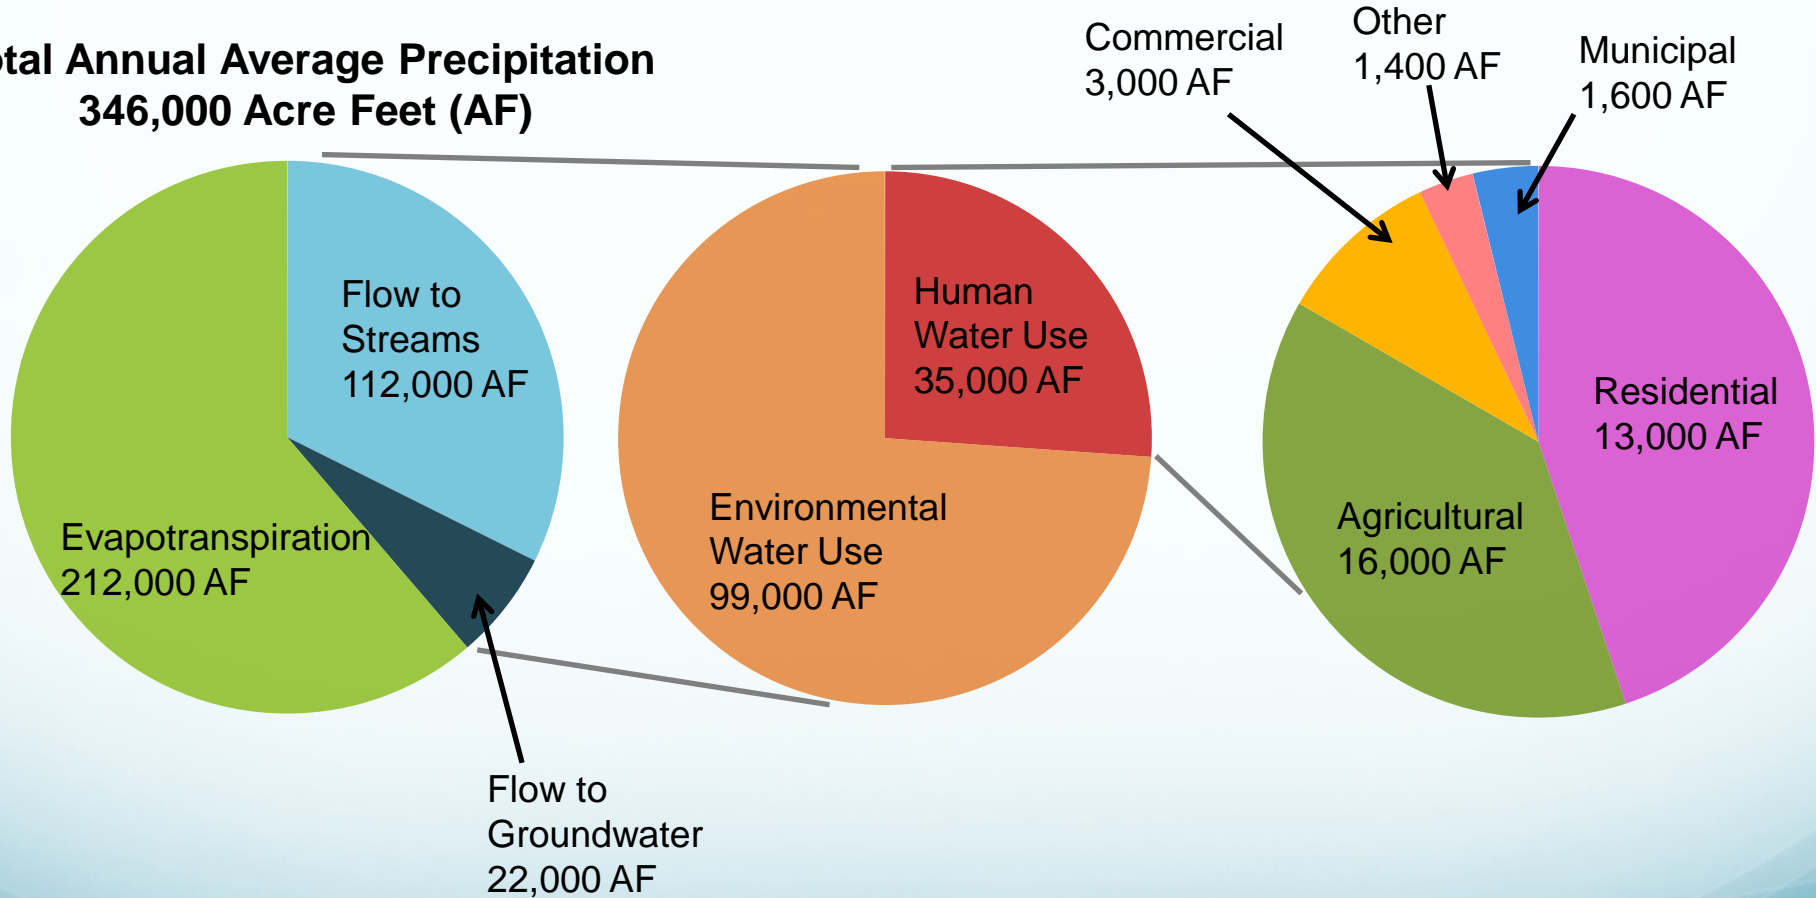 otal Annual Average Precipitation
346,000 Acre Feet (AF)
Commercial
3,000 AF
Other
1,400 AF
Municipal
1,600 AF
Flow to
Streams
112,000 AF
Evapotranspiration
212,000 AF
Flow to
Groundwater
22,000 AF
Human
Water Use
35,000 AF
Environmental
Water Use
99,000 AF
Residential
13,000 AF
Agricultural
16,000 AF